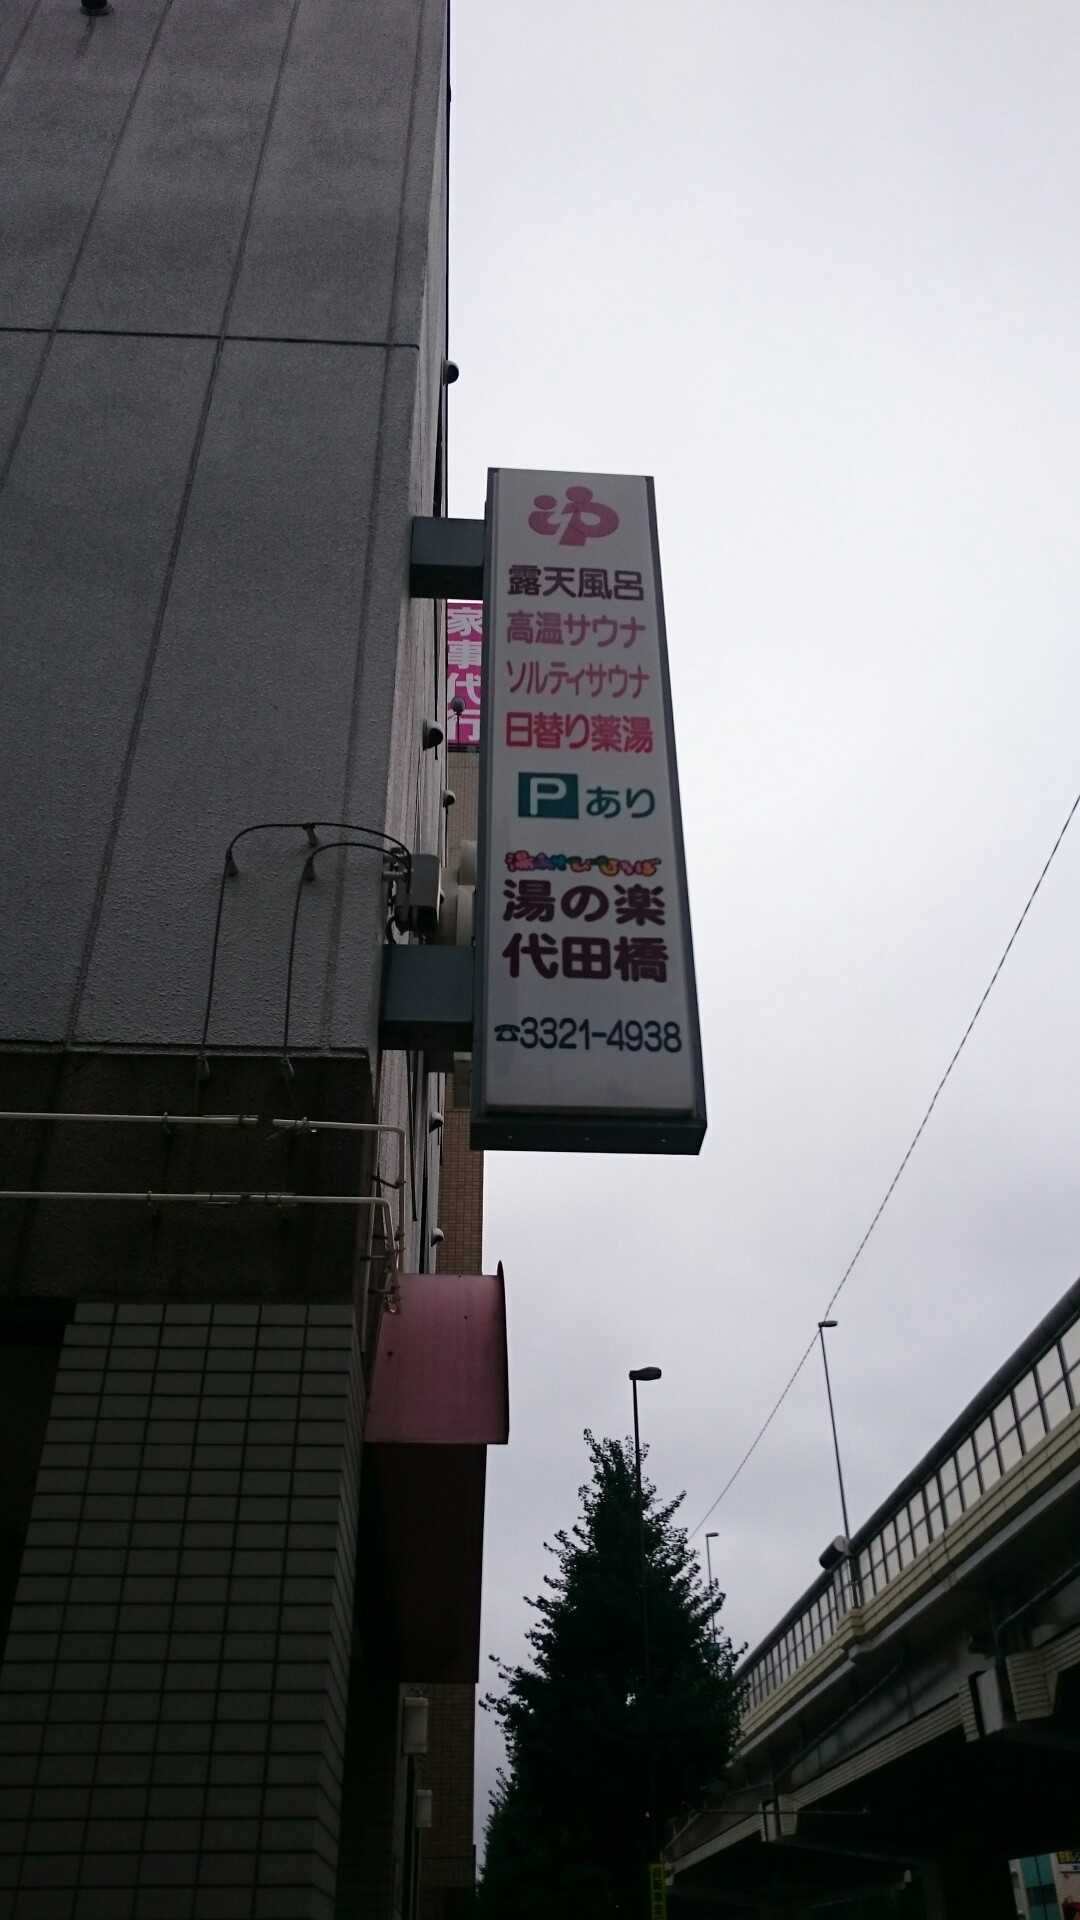 ゆ
露天風呂
高温サウナ
ソルティサウナ
日替り薬湯
Pあり
湯の楽
代田橋
☎3321-4938
家事代行